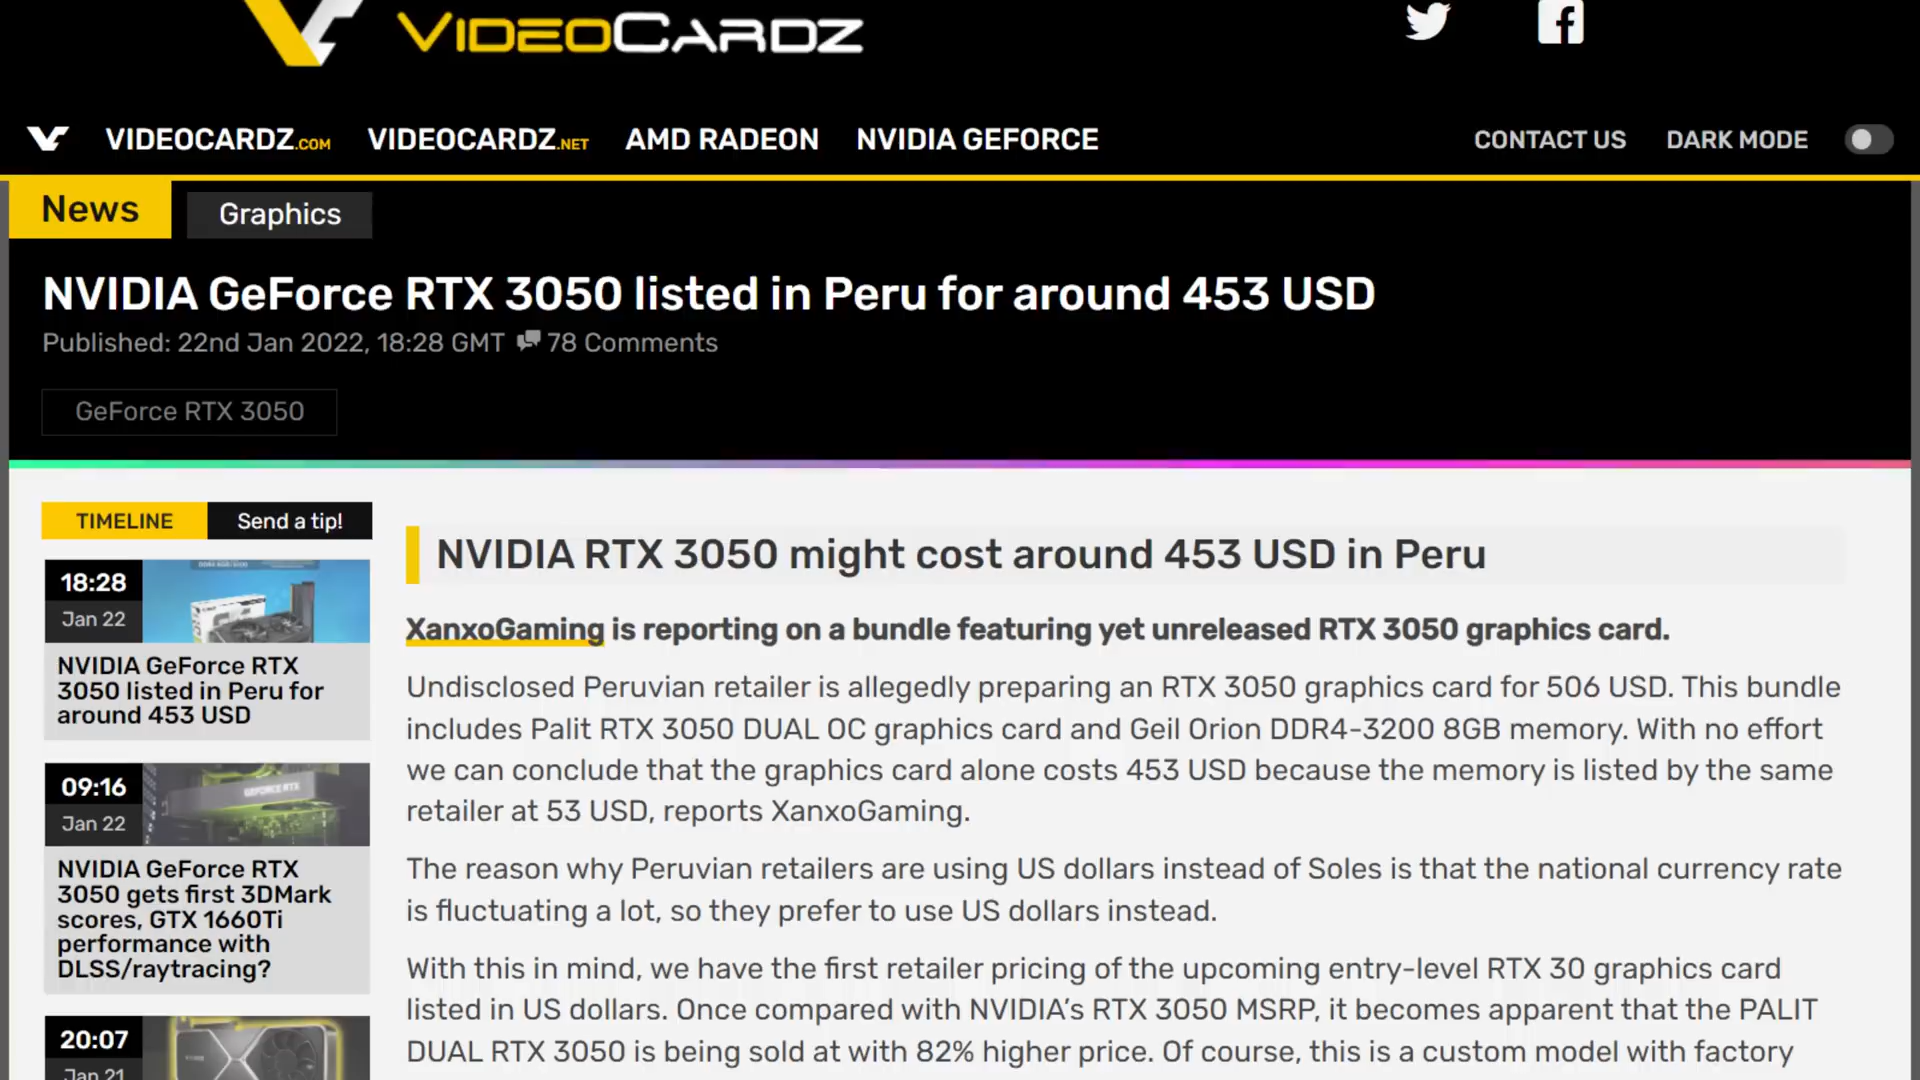 VIDEOCARDZ
VIDEOCARDZ.COM VIDEOCARDZ.NET AMD RADEON NVIDIA GEFORCE CONTACT US DARK MODE
News Graphics
NVIDIA GeForce RTX 3050 listed in Peru for around 453 USD
Published: 22nd Jan 2022, 18:28 GMT 78 Comments
GeForce RTX 3050
TIMELINE Send a tip!
18:28
Jan 22
NVIDIA GeForce RTX
3050 listed in Peru for
around 453 USD
09:16
Jan 22
GEFORCE RTX
NVIDIA GeForce RTX
3050 gets first 3DMark
scores, GTX 1660Ti
performance with
DLSS/raytracing?
20:07
Jan 21
NVIDIA RTX 3050 might cost around 453 USD in Peru
XanxoGaming is reporting on a bundle featuring yet unreleased RTX 3050 graphics card.
Undisclosed Peruvian retailer is allegedly preparing an RTX 3050 graphics card for 506 USD. This bundle
includes Palit RTX 3050 DUAL OC graphics card and Geil Orion DDR4-3200 8GB memory. With no effort
we can conclude that the graphics card alone costs 453 USD because the memory is listed by the same
retailer at 53 USD, reports XanxoGaming.
The reason why Peruvian retailers are using US dollars instead of Soles is that the national currency rate
is fluctuating a lot, so they prefer to use US dollars instead.
With this in mind, we have the first retailer pricing of the upcoming entry-level RTX 30 graphics card
listed in US dollars. Once compared with NVIDIA’s RTX 3050 MSRP, it becomes apparent that the PALIT
DUAL RTX 3050 is being sold at with 82% higher price. Of course, this is a custom model with factory